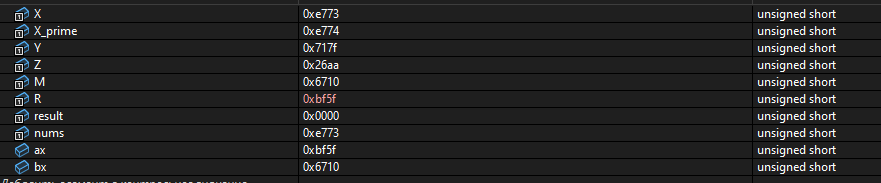 X 0xe773 unsigned short
X_prime 0xe774 unsigned short
Y 0x717f unsigned short
Z 0x26aa unsigned short
M 0x6710 unsigned short
R 0xbf5f unsigned short
result 0x0000 unsigned short
nums 0xe773 unsigned short
ax 0xbf5f unsigned short
bx 0x6710 unsigned short